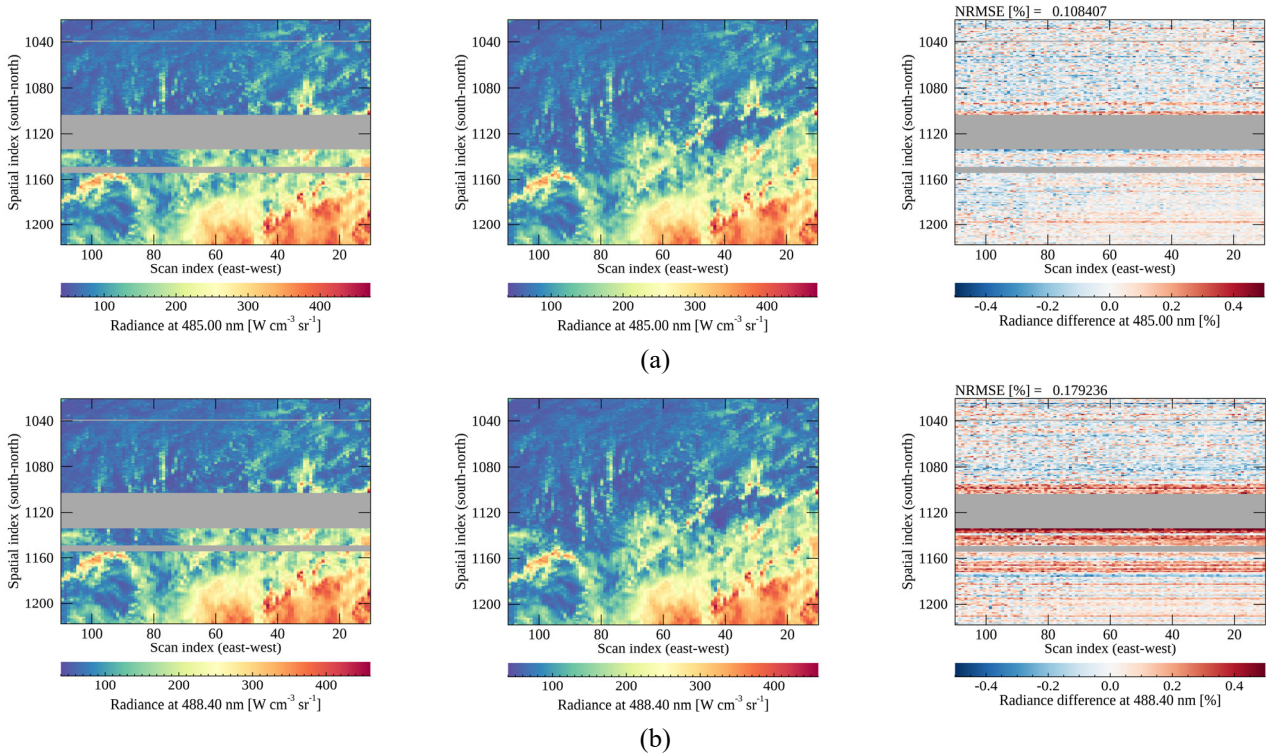 NRMSE [%] = 0.108407
Spatial index (south-north)
1040
1080
1120
1160
1200
100 80 60 40 20
Scan index (east-west)
100 200 300 400
Radiance at 485.00 nm [W cm⁻³ sr⁻¹]
Spatial index (south-north)
1040
1080
1120
1160
1200
100 80 60 40 20
Scan index (east-west)
100 200 300 400
Radiance at 485.00 nm [W cm⁻³ sr⁻¹]
Spatial index (south-north)
1040
1080
1120
1160
1200
100 80 60 40 20
Scan index (east-west)
-0.4 -0.2 0.0 0.2 0.4
Radiance difference at 485.00 nm [%]
(a)
NRMSE [%] = 0.179236
Spatial index (south-north)
1040
1080
1120
1160
1200
100 80 60 40 20
Scan index (east-west)
100 200 300 400
Radiance at 488.40 nm [W cm⁻³ sr⁻¹]
Spatial index (south-north)
1040
1080
1120
1160
1200
100 80 60 40 20
Scan index (east-west)
100 200 300 400
Radiance at 488.40 nm [W cm⁻³ sr⁻¹]
Spatial index (south-north)
1040
1080
1120
1160
1200
100 80 60 40 20
Scan index (east-west)
-0.4 -0.2 0.0 0.2 0.4
Radiance difference at 488.40 nm [%]
(b)